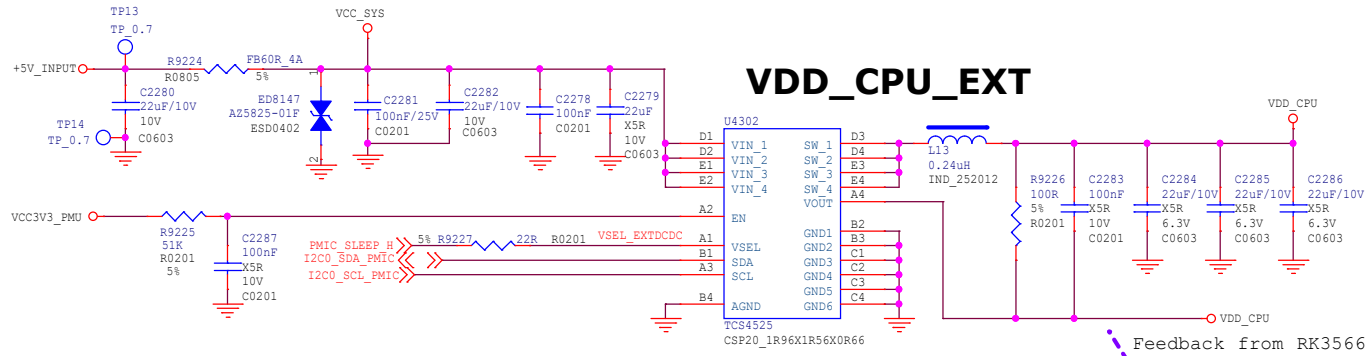 TP13
TP_0.7
VCC_SYS
+5V_INPUT
R9224
FB60R_4A
R0805
5%
C2280
22uF/10V
10V
C0603
TP14
TP_0.7
1
ED8147
AZ5825-01F
ESD0402
2
C2281
100nF/25V
C0201
C2282
22uF/10V
10V
C0603
C2278
100nF
C0201
C2279
22uF
X5R
10V
C0603
VDD_CPU_EXT
U4302
D1 VIN_1
D2 VIN_2
E1 VIN_3
E2 VIN_4
A2 EN
A1 VSEL
B1 SDA
A3 SCL
B4 AGND
SW_1 D3
SW_2 D4
SW_3 E3
SW_4 E4
VOUT A4
GND1 B2
GND2 B3
GND3 C1
GND4 C2
GND5 C3
GND6 C4
TCS4525
CSP20_1R96X1R56X0R66
L13
0.24uH
IND_252012
VDD_CPU
R9226
100R
5%
R0201
C2283
100nF
X5R
10V
C0201
C2284
22uF/10V
X5R
6.3V
C0603
C2285
22uF/10V
X5R
6.3V
C0603
C2286
22uF/10V
X5R
6.3V
C0603
VCC3V3_PMU
R9225
51K
R0201
5%
C2287
100nF
X5R
10V
C0201
PMIC_SLEEP_H
5% R9227 22R R0201
VSEL_EXTDCDC
I2C0_SDA_PMIC
I2C0_SCL_PMIC
VDD_CPU
Feedback from RK3566